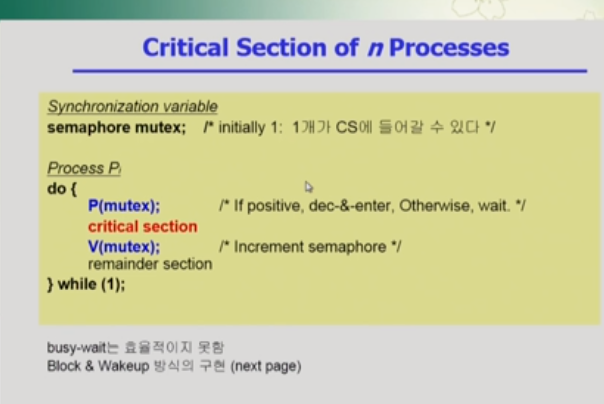 Critical Section of n Processes
Synchronization variable
semaphore mutex; /* initially 1: 1개가 CS에 들어갈 수 있다 */
Process Pi
do {
P(mutex); /* If positive, dec-&-enter, Otherwise, wait. */
critical section
V(mutex); /* Increment semaphore */
remainder section
} while (1);
busy-wait는 효율적이지 못함
Block & Wakeup 방식의 구현 (next page)